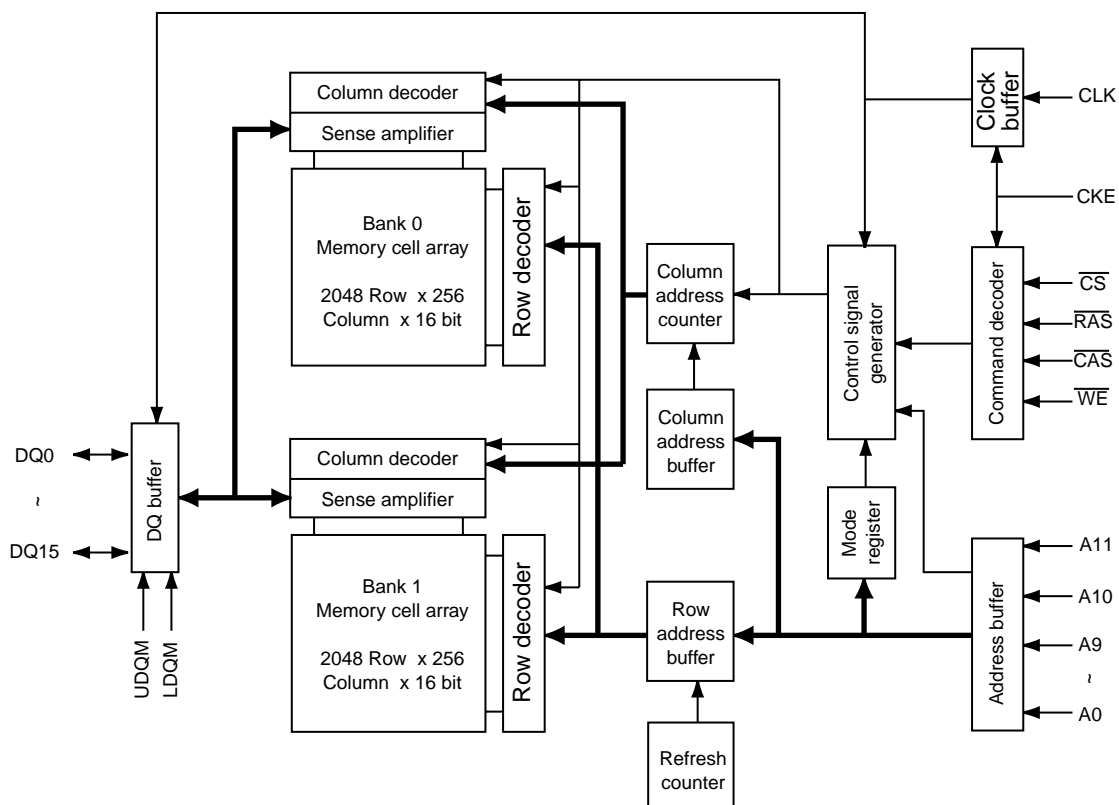 Column decoder
Sense amplifier
Bank 0
Memory cell array
2048 Row x 256
Column x 16 bit
Row decoder
Column
address
counter
Column
address
buffer
Control signal
generator
Clock
buffer
CLK
CKE
Command decoder
CS
RAS
CAS
WE
DQ0
~
DQ15
DQ buffer
UDQM
LDQM
Column decoder
Sense amplifier
Bank 1
Memory cell array
2048 Row x 256
Column x 16 bit
Row decoder
Row
address
buffer
Refresh
counter
Mode
register
Address buffer
A11
A10
A9
~
A0